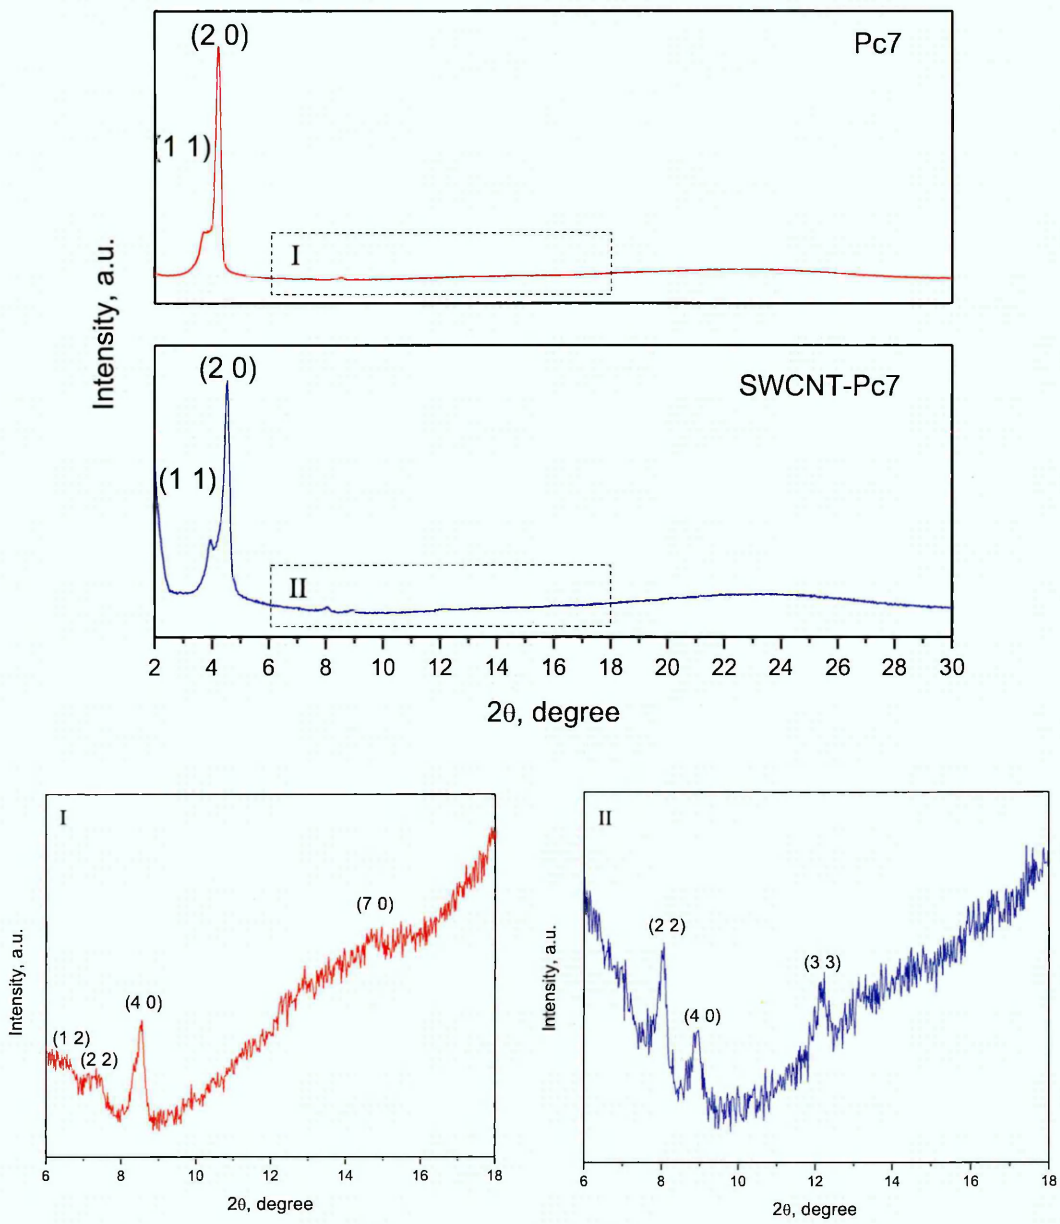 (2 0)
Pc7
(1 1)
I
Intensity, a.u.
(2 0)
SWCNT-Pc7
(1 1)
II
2 4 6 8 10 12 14 16 18 20 22 24 26 28 30
2θ, degree
I
(7 0)
(4 0)
(1 2)
(2 2)
Intensity, a.u.
6 8 10 12 14 16 18
2θ, degree
II
(2 2)
(3 3)
(4 0)
Intensity, a.u.
6 8 10 12 14 16 18
2θ, degree